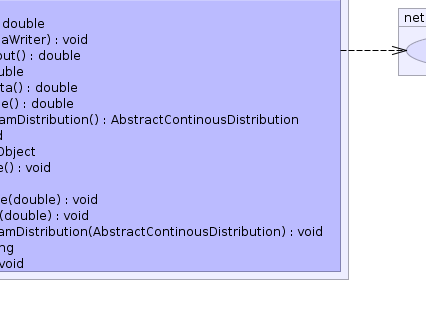 double
aWriter) : void
out() : double
uble
ta() : double
e() : double
amDistribution() : AbstractContinousDistribution
d
Object
e() : void
e(double) : void
(double) : void
amDistribution(AbstractContinousDistribution) : void
ng
void
net